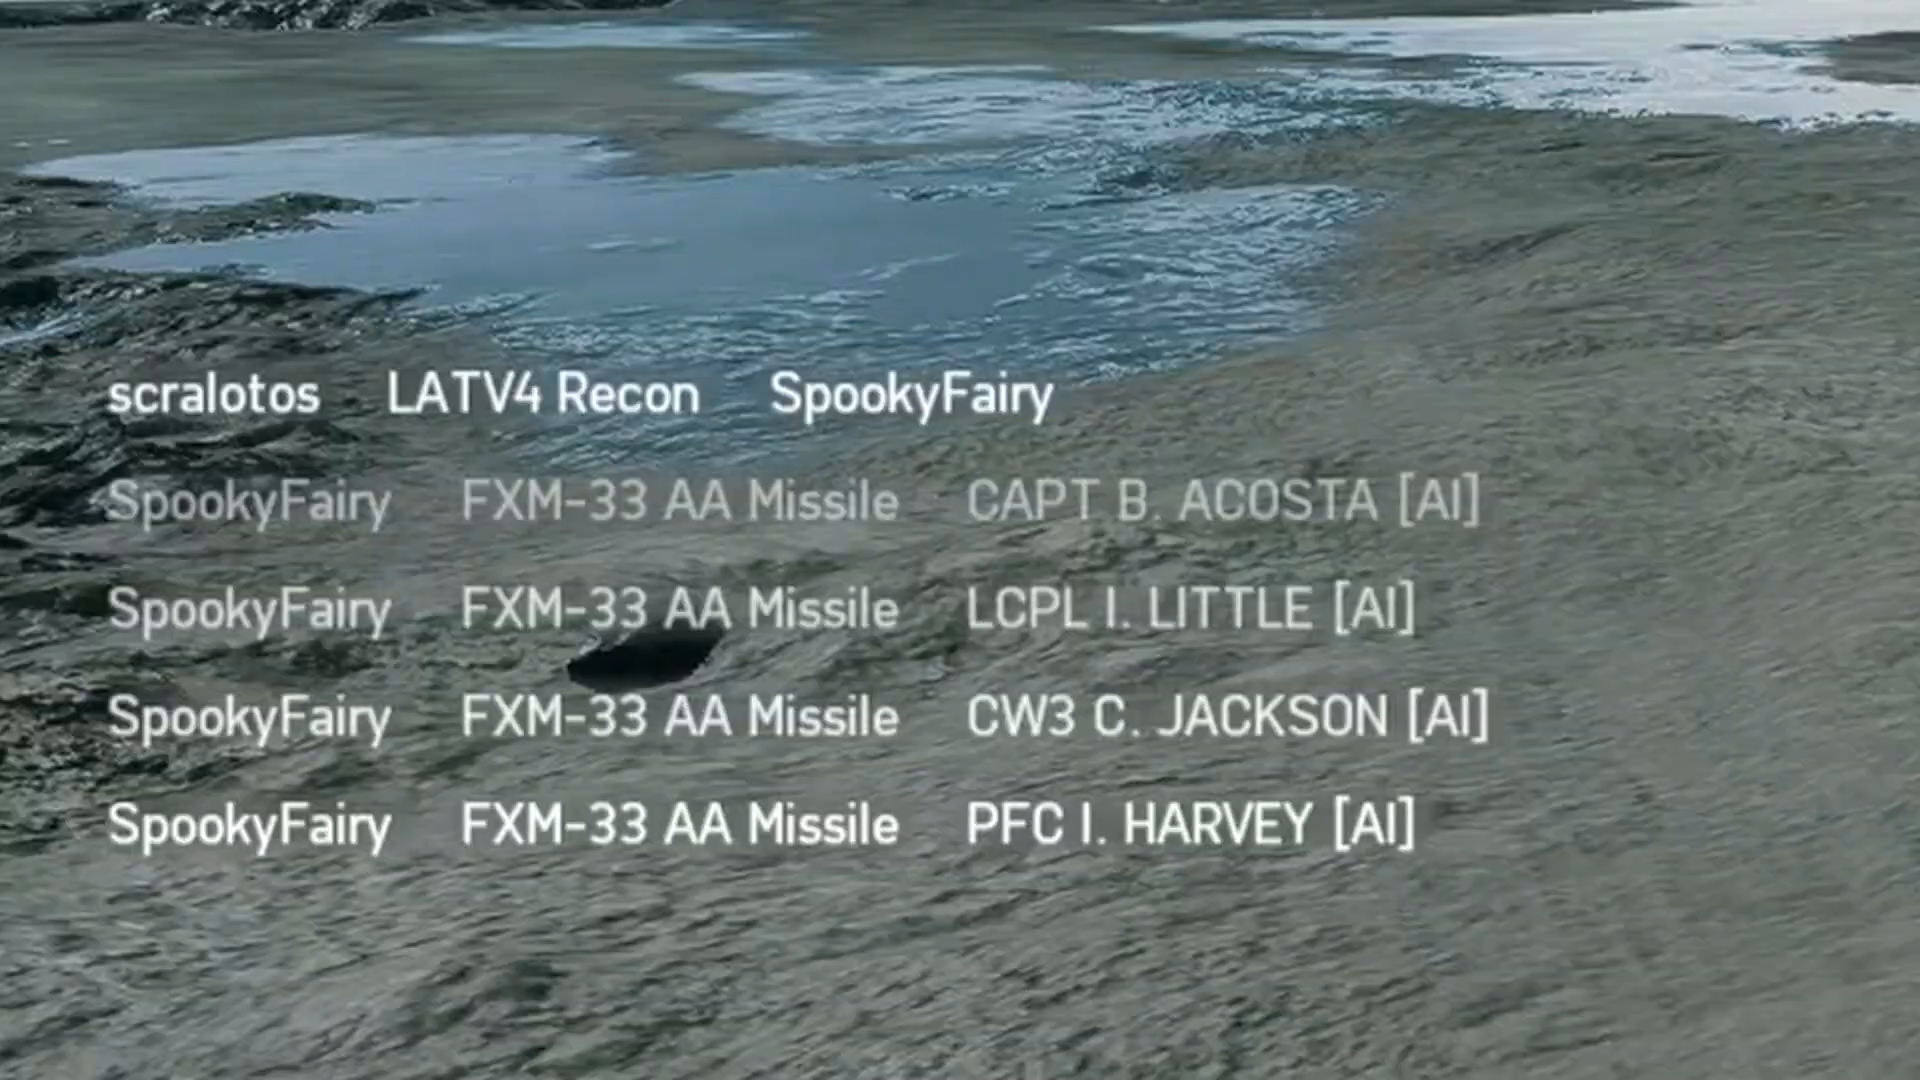 scralotos LATV4 Recon SpookyFairy
SpookyFairy FXM-33 AA Missile CAPT B. ACOSTA [AI]
SpookyFairy FXM-33 AA Missile LCPL I. LITTLE [AI]
SpookyFairy FXM-33 AA Missile CW3 C. JACKSON [AI]
SpookyFairy FXM-33 AA Missile PFC I. HARVEY [AI]